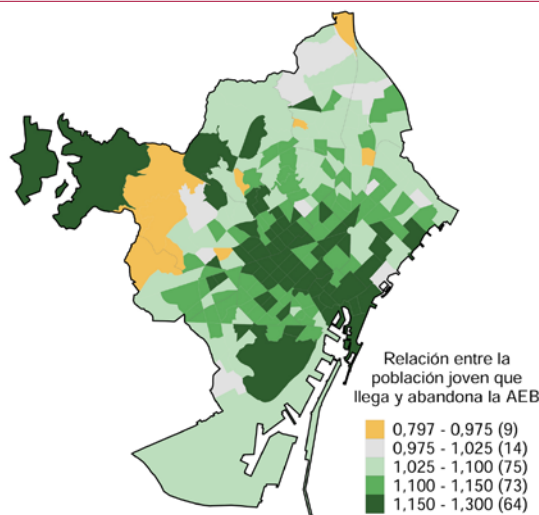 Relación entre la
población joven que
llega y abandona la AEB
0,797 - 0,975 (9)
0,975 - 1,025 (14)
1,025 - 1,100 (75)
1,100 - 1,150 (73)
1,150 - 1,300 (64)